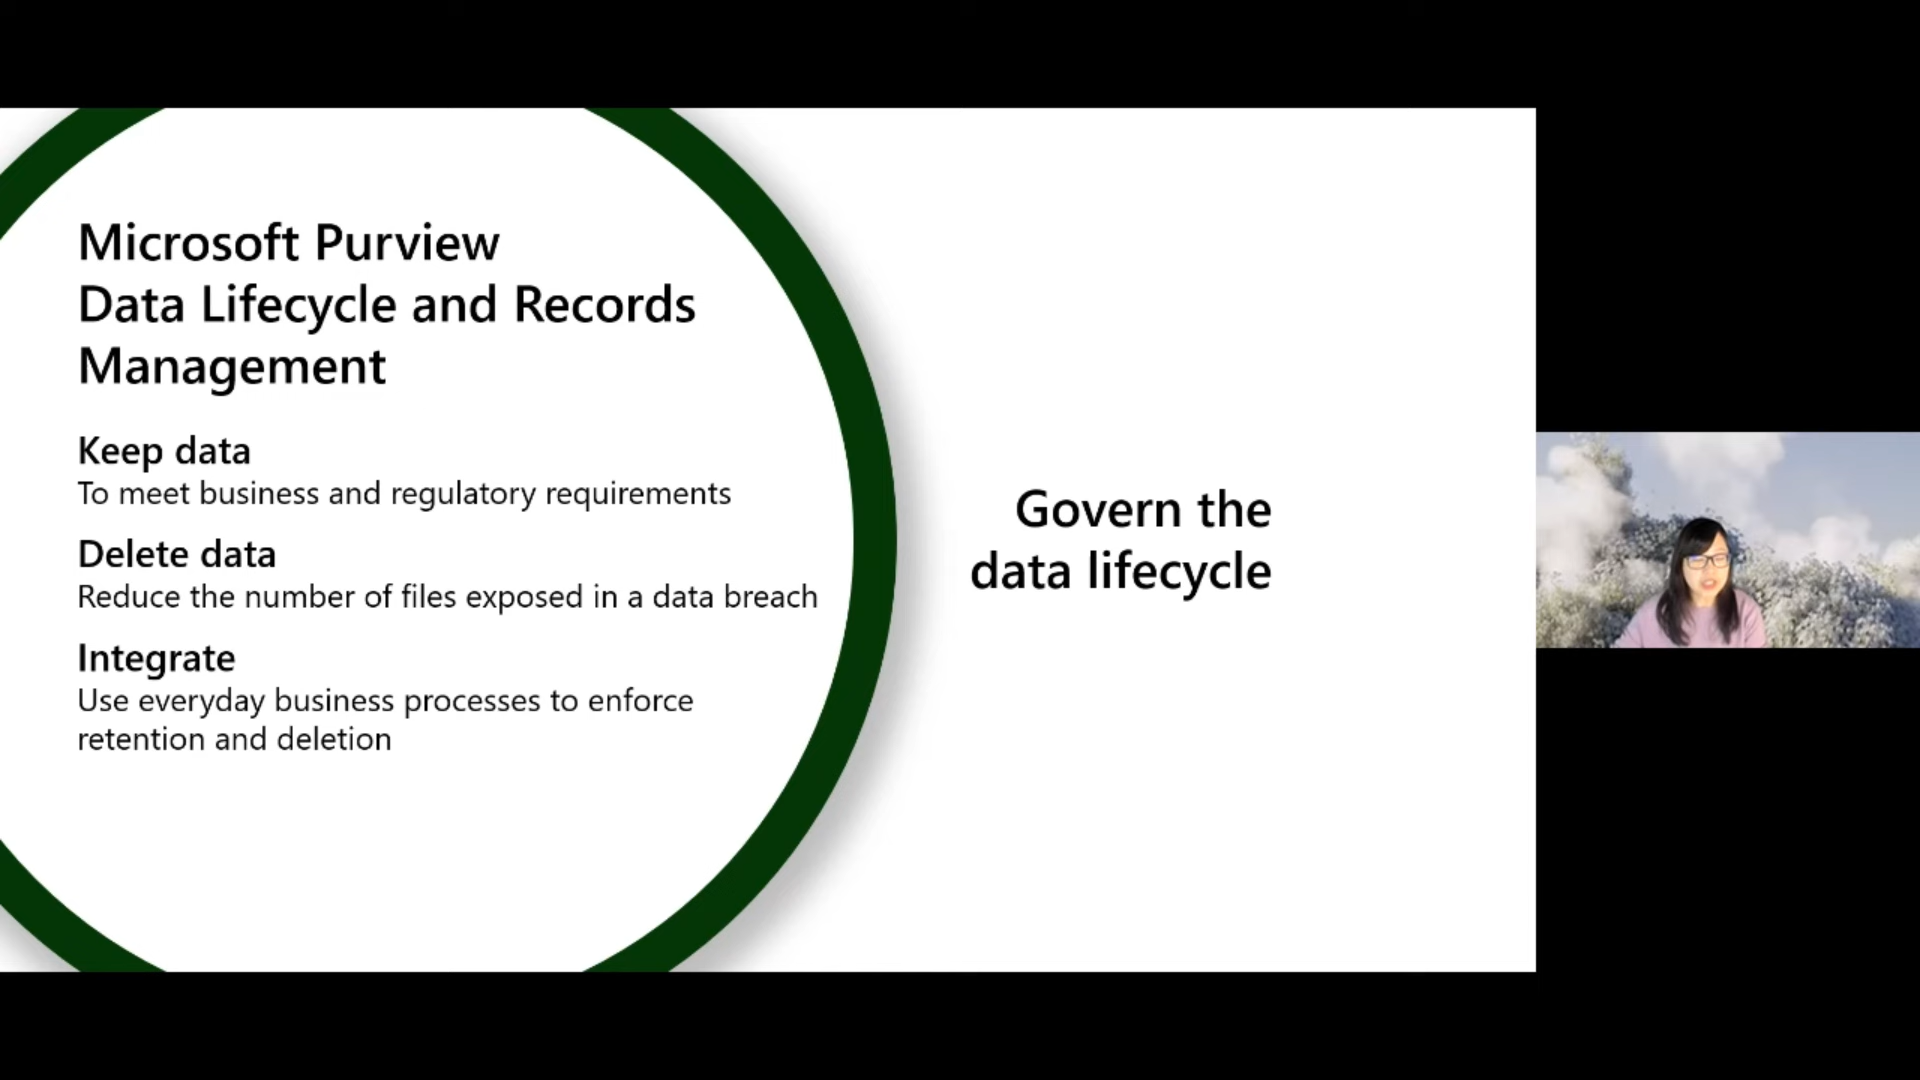 Microsoft Purview
Data Lifecycle and Records
Management
Keep data
To meet business and regulatory requirements
Delete data
Reduce the number of files exposed in a data breach
Integrate
Use everyday business processes to enforce
retention and deletion
Govern the
data lifecycle